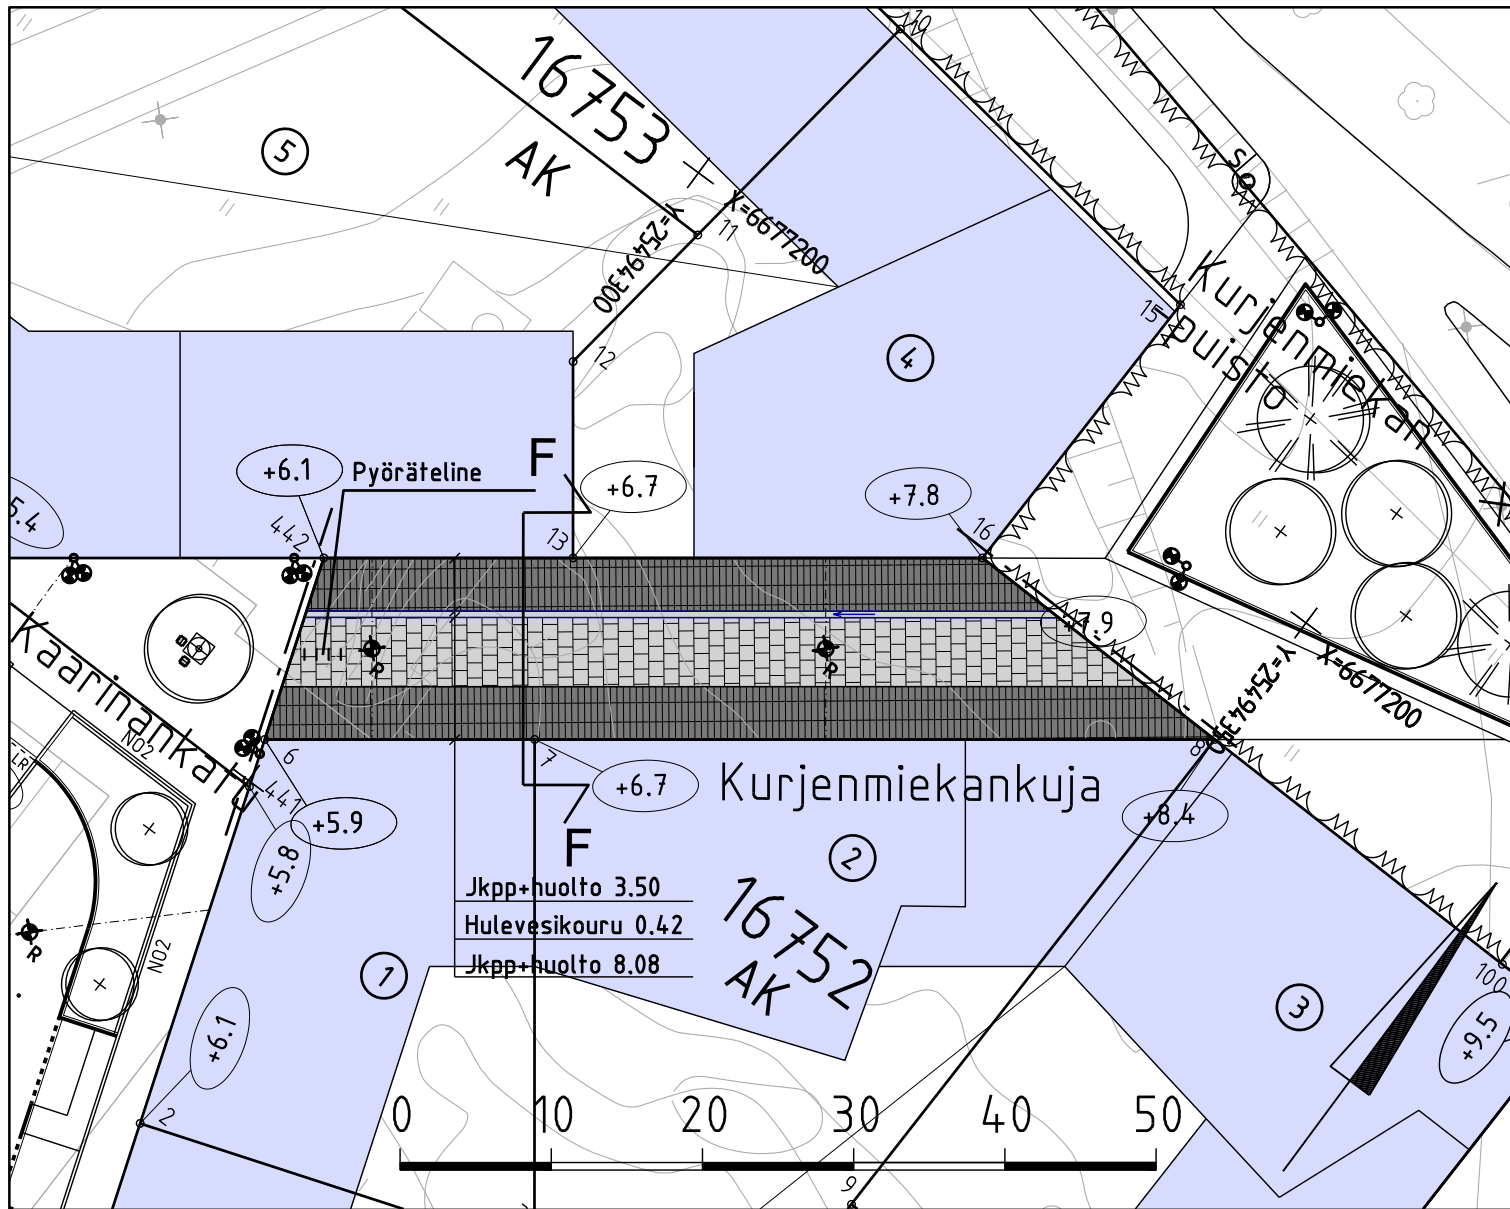 10
16753
AK
5
S
X=6677200
Y=25494300
11
12
15
Kurjenmiekan
puisto
4
F
+6.1
Pyöräteline
+6.7
+7.8
5.4
442
13
16
+7.9
R
R
Kaarinankatu
X=6677200
NO2
LR
6
7
8
441
+6.7
Kurjenmiekankuja
+5.9
+8.4
+5.8
F
2
Jkpp+huolto 3.50
Hulevesikouru 0.42
Jkpp+huolto 8.08
16752
AK
1
3
R
NO2
100
+9.5
+6.1
2
0 10 20 30 40 50
9